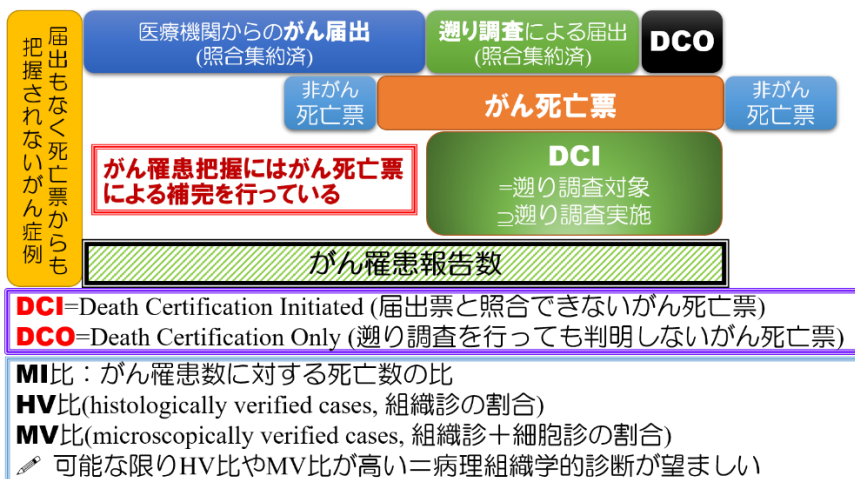 届出もなく死亡票からも
把握されないがん症例
医療機関からのがん届出
(照合集約済)
遡り調査による届出
(照合集約済)
DCO
非がん
死亡票
がん死亡票
非がん
死亡票
がん罹患把握にはがん死亡票
による補完を行っている
DCI
=遡り調査対象
⊇遡り調査実施
がん罹患報告数
DCI=Death Certification Initiated (届出票と照合できないがん死亡票)
DCO=Death Certification Only (遡り調査を行っても判明しないがん死亡票)
MI比：がん罹患数に対する死亡数の比
HV比(histologically verified cases, 組織診の割合)
MV比(microscopically verified cases, 組織診＋細胞診の割合)
可能な限りHV比やMV比が高い＝病理組織学的診断が望ましい